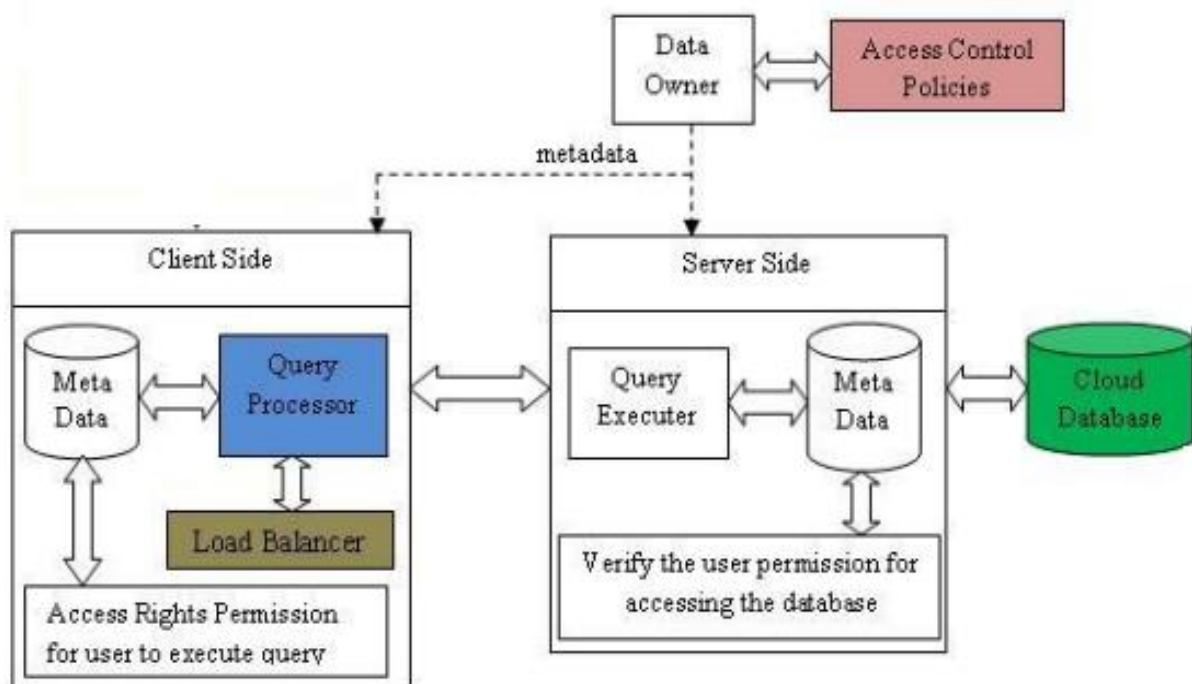 Data
Owner
Access Control
Policies
metadata
Client Side
Server Side
Meta
Data
Query
Processor
Load Balancer
Access Rights Permission
for user to execute query
Query
Executer
Meta
Data
Verify the user permission for
accessing the database
Cloud
Database